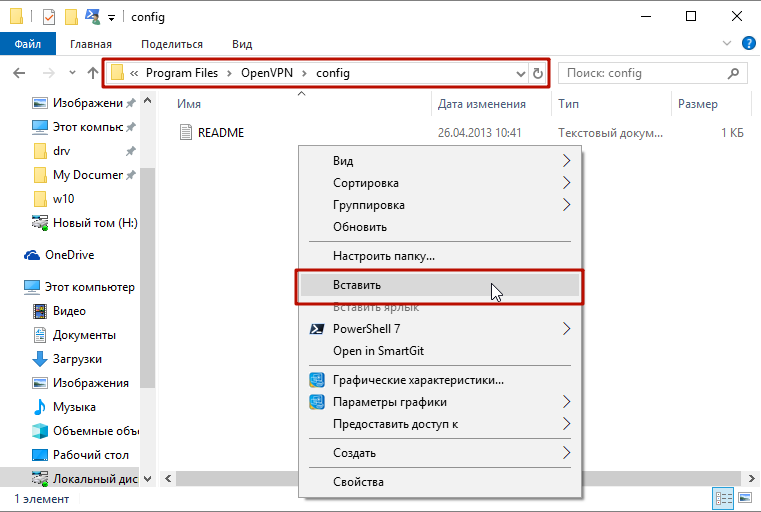 config
Файл
Главная
Поделиться
Вид
« Program Files > OpenVPN > config
Поиск: config
Имя
Дата изменения
Тип
Размер
README
26.04.2013 10:41
Текстовый докум...
1 КБ
Изображени
Этот компьк
drv
My Documer
w10
Новый том (H:)
OneDrive
Этот компьютер
Видео
Документы
Загрузки
Изображения
Музыка
Объемные объ
Рабочий стол
Локальный дис
Вид
Сортировка
Группировка
Обновить
Настроить папку...
Вставить
Вставить ярлык
PowerShell 7
Open in SmartGit
Графические характеристики...
Параметры графики
Предоставить доступ к
Создать
Свойства
1 элемент